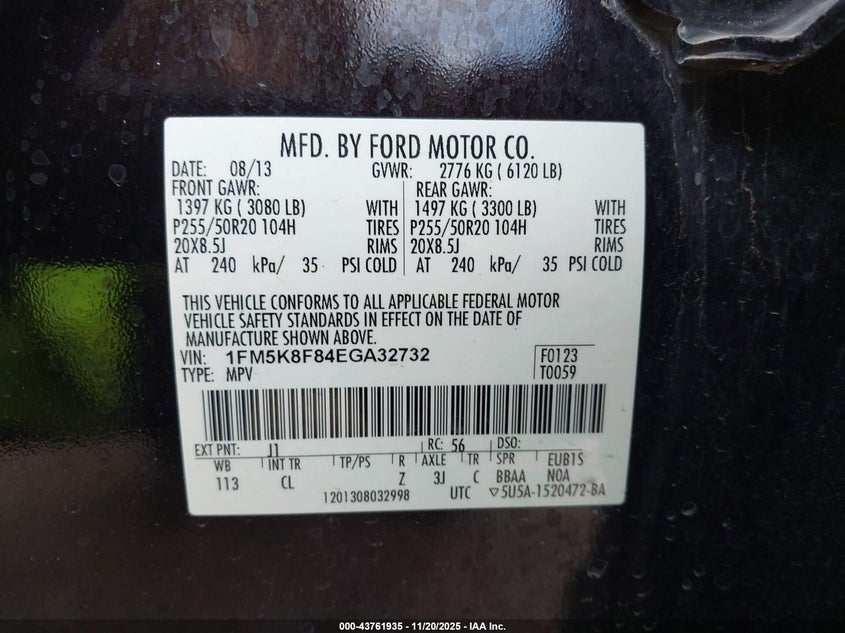 MFD. BY FORD MOTOR CO.
DATE: 08/13 GVWR: 2776 KG ( 6120 LB)
FRONT GAWR: REAR GAWR:
1397 KG ( 3080 LB) WITH 1497 KG ( 3300 LB) WITH
P255/50R20 104H TIRES P255/50R20 104H TIRES
20X8.5J RIMS 20X8.5J RIMS
AT 240 kPa/ 35 PSI COLD AT 240 kPa/ 35 PSI COLD
THIS VEHICLE CONFORMS TO ALL APPLICABLE FEDERAL MOTOR
VEHICLE SAFETY STANDARDS IN EFFECT ON THE DATE OF
MANUFACTURE SHOWN ABOVE.
VIN: 1FM5K8F84EGA32732 F0123
TYPE: MPV T0059
EXT PNT: J1 RC: 56 DSO:
WB INT TR TP/PS R AXLE TR SPR EUB1S
113 CL Z 3J C BBAA NOA
1201308032998 UTC ▽5U5A-1520472-BA
000-43761935 - 11/20/2025 - IAA Inc.